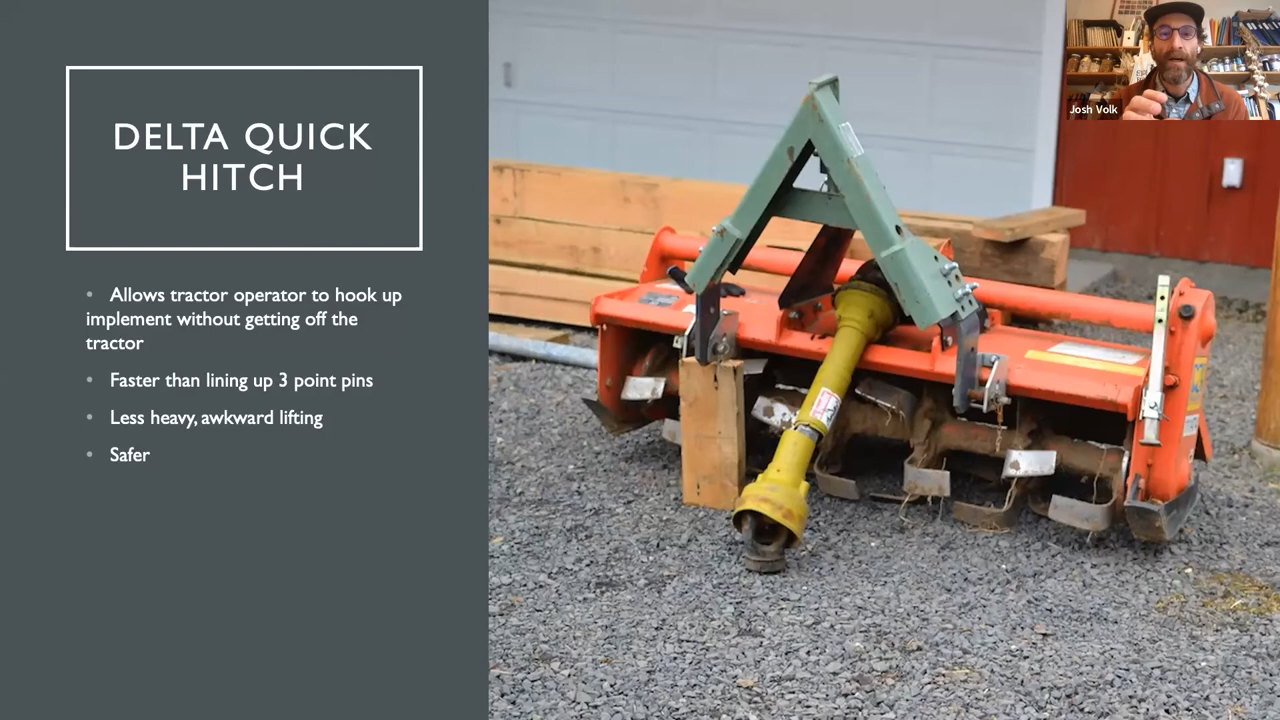 DELTA QUICK
HITCH
• Allows tractor operator to hook up
implement without getting off the
tractor
• Faster than lining up 3 point pins
• Less heavy, awkward lifting
• Safer
Josh Volk